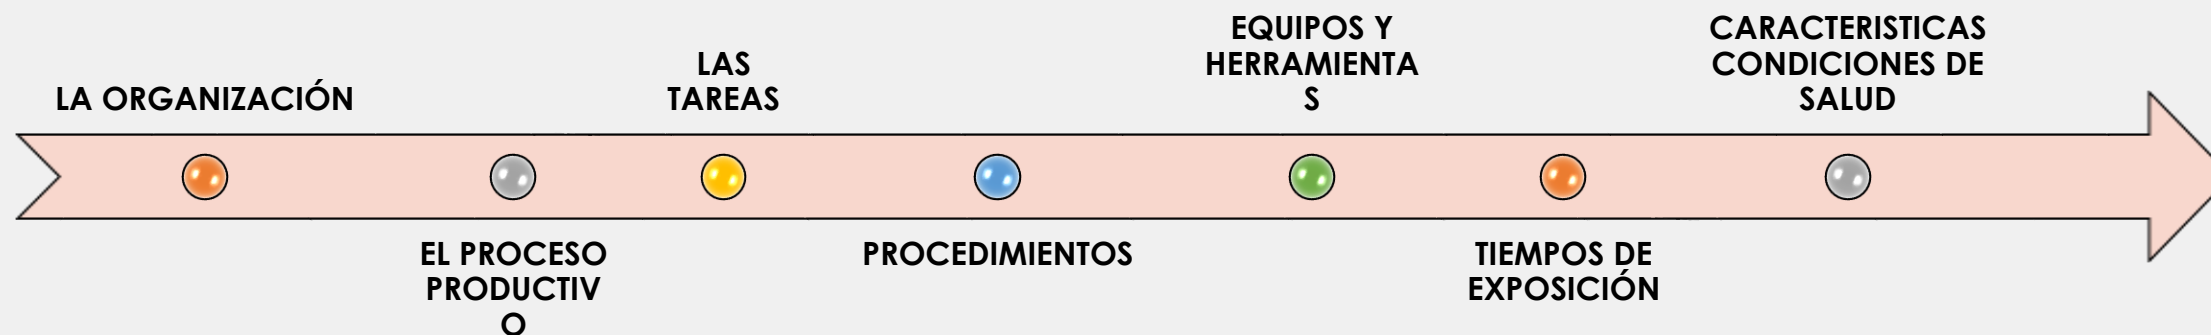 LA ORGANIZACIÓN
EL PROCESO
PRODUCTIV
O
LAS
TAREAS
PROCEDIMIENTOS
EQUIPOS Y
HERRAMIENTA
S
TIEMPOS DE
EXPOSICIÓN
CARACTERISTICAS
CONDICIONES DE
SALUD